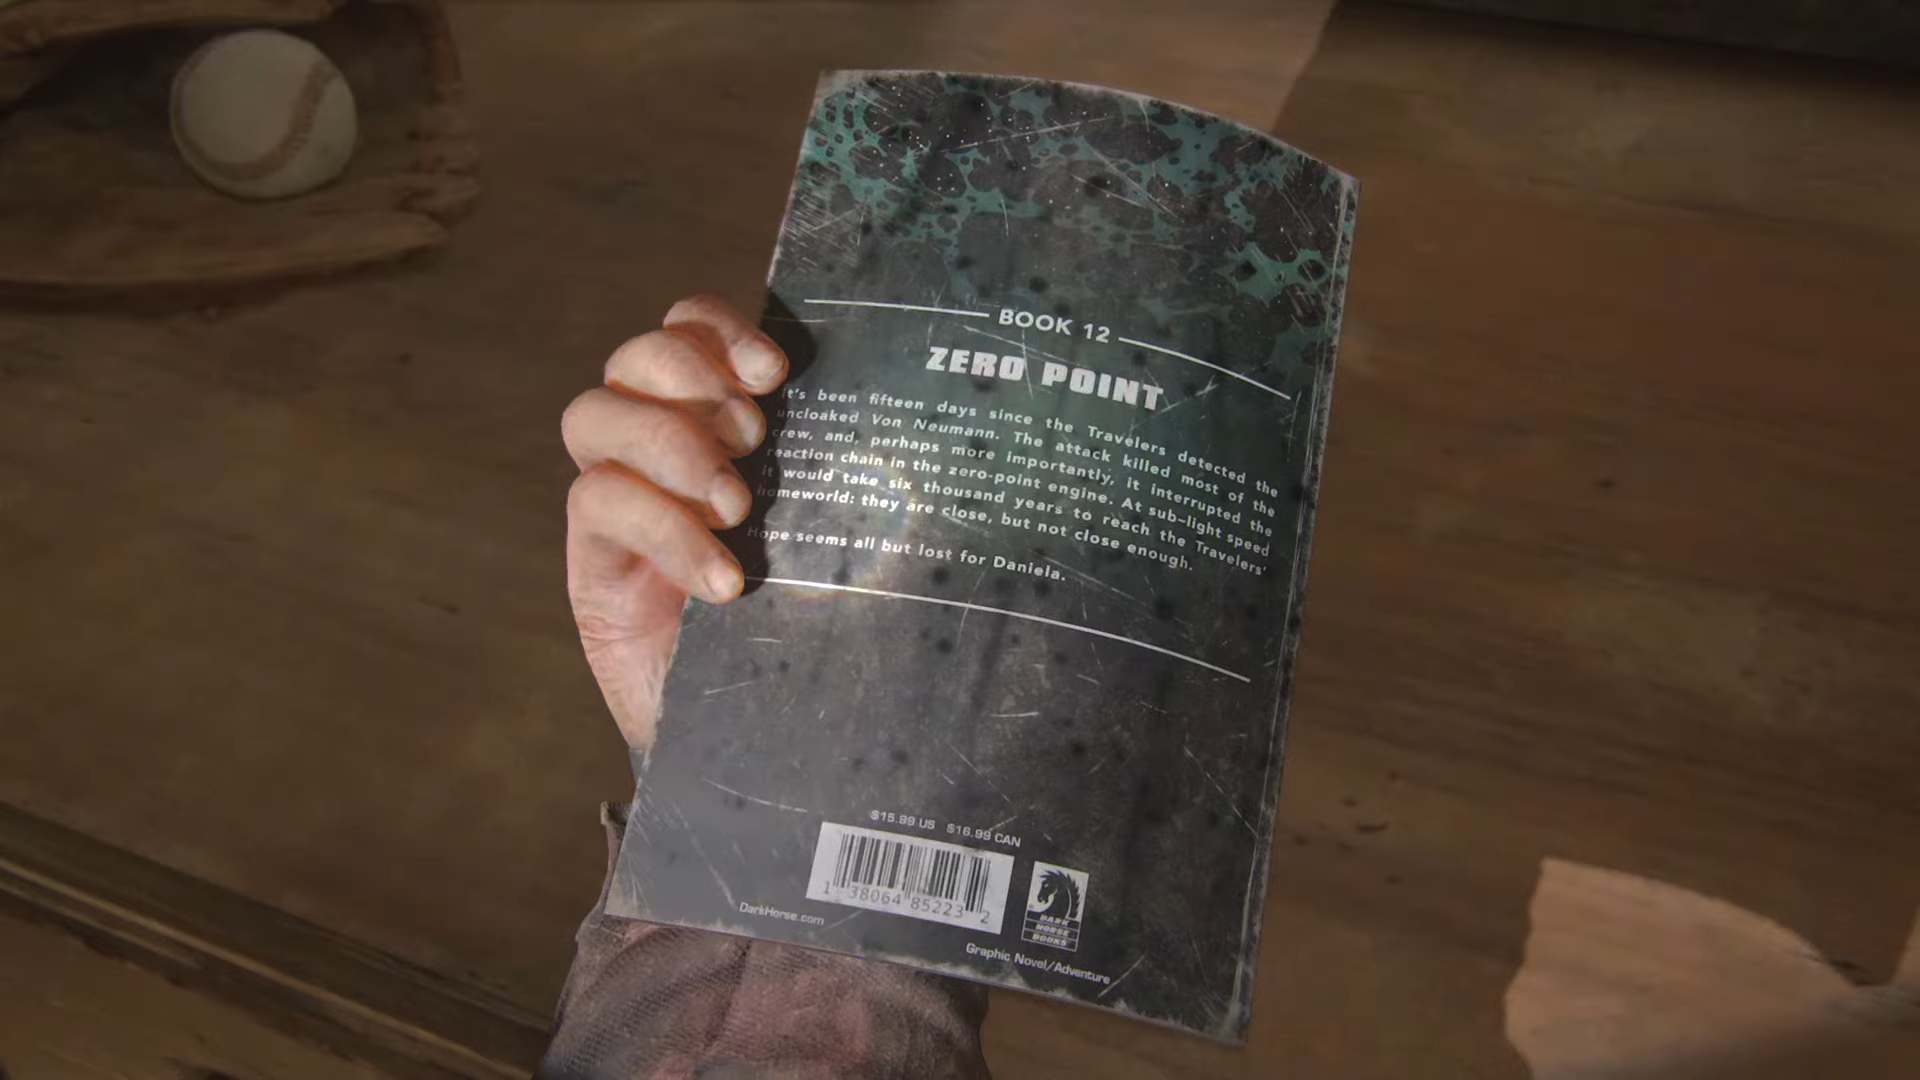 BOOK 12
ZERO POINT
It's been fifteen days since the Travelers detected the
uncloaked Von Neumann. The attack killed most of the
crew, and, perhaps more importantly, it interrupted the
reaction chain in the zero-point engine. At sub-light speed
it would take six thousand years to reach the Travelers'
homeworld: they are close, but not close enough.
Hope seems all but lost for Daniela.
$15.99 US $16.99 CAN
1 38064 85223 2
DarkHorse.com
DARK
HORSE
BOOKS
Graphic Novel/Adventure